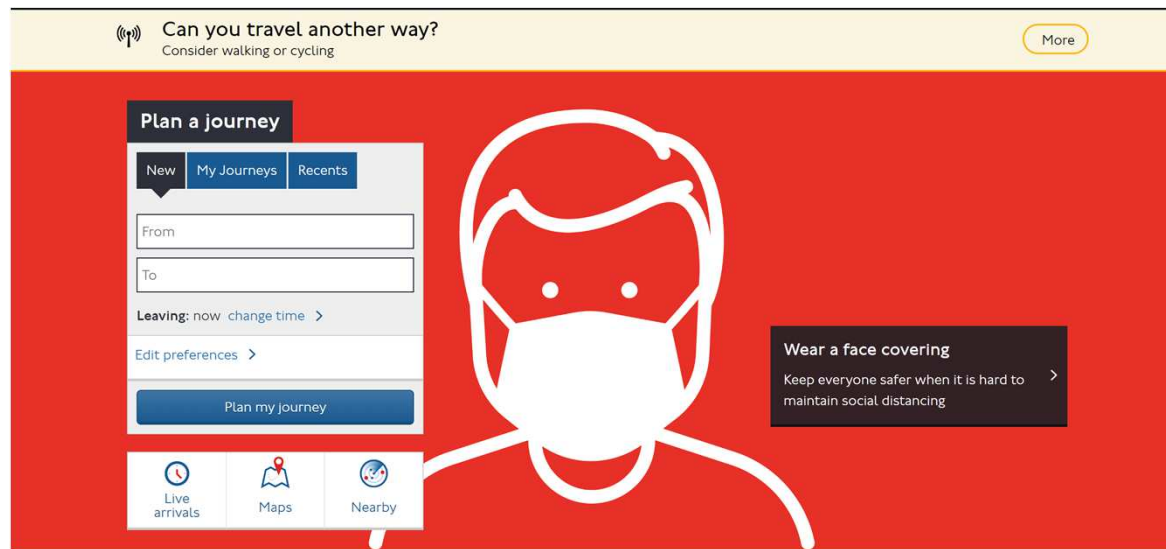 Can you travel another way?
Consider walking or cycling
More
Plan a journey
New My Journeys Recents
From
To
Leaving: now change time
Edit preferences
Plan my journey
Live
arrivals
Maps
Nearby
Wear a face covering
Keep everyone safer when it is hard to
maintain social distancing